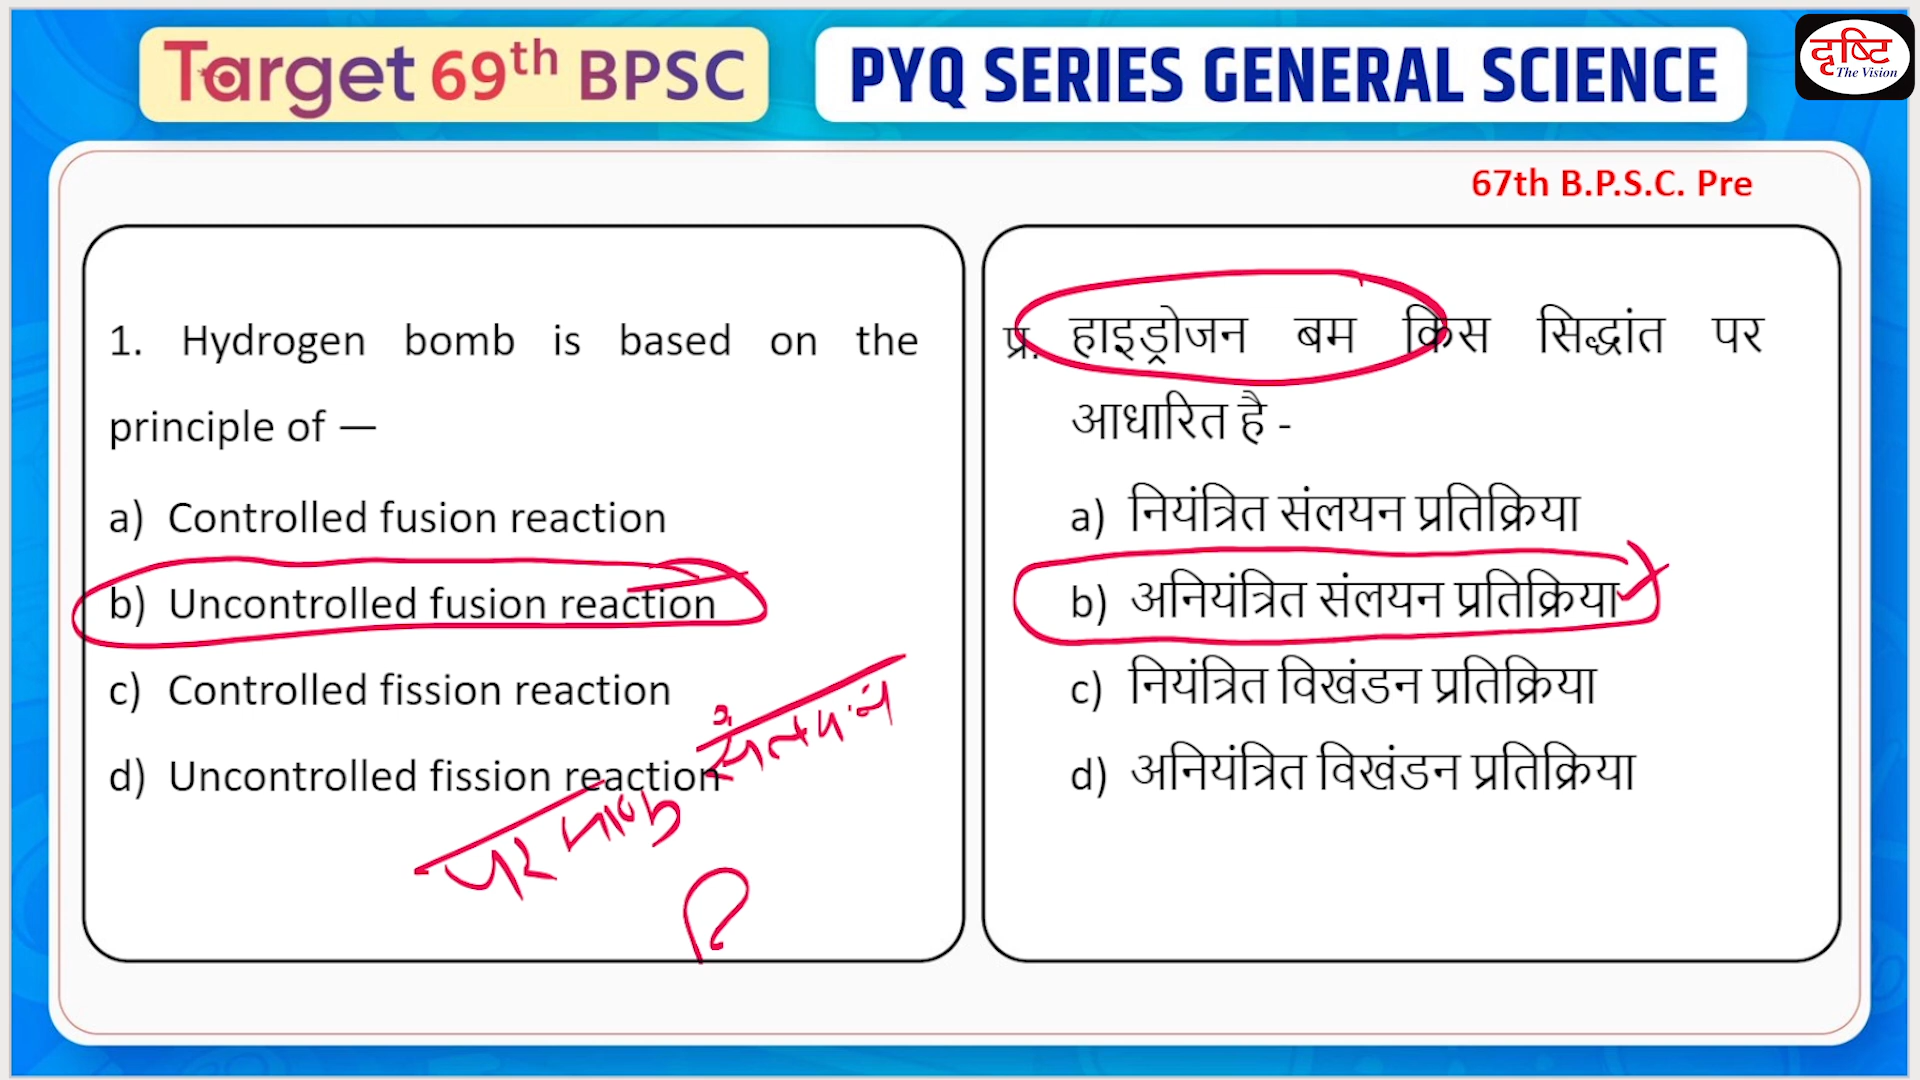 Target 69th BPSC
PYQ SERIES GENERAL SCIENCE
दृष्टि
The Vision
67th B.P.S.C. Pre
1. Hydrogen bomb is based on the
principle of —
a) Controlled fusion reaction
b) Uncontrolled fusion reaction
c) Controlled fission reaction
d) Uncontrolled fission reaction
प्र. हाइड्रोजन बम किस सिद्धांत पर
आधारित है -
a) नियंत्रित संलयन प्रतिक्रिया
b) अनियंत्रित संलयन प्रतिक्रिया
c) नियंत्रित विखंडन प्रतिक्रिया
d) अनियंत्रित विखंडन प्रतिक्रिया